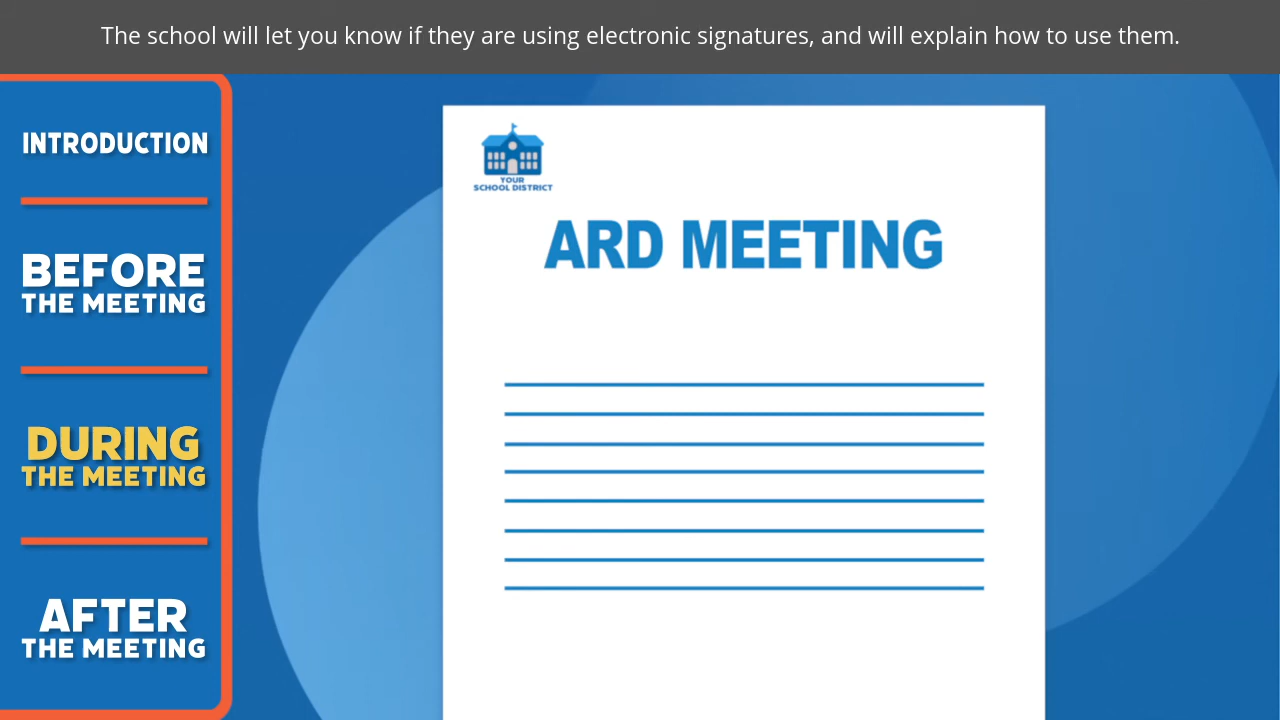 The school will let you know if they are using electronic signatures, and will explain how to use them.
INTRODUCTION
BEFORE
THE MEETING
DURING
THE MEETING
AFTER
THE MEETING
YOUR
SCHOOL DISTRICT
ARD MEETING